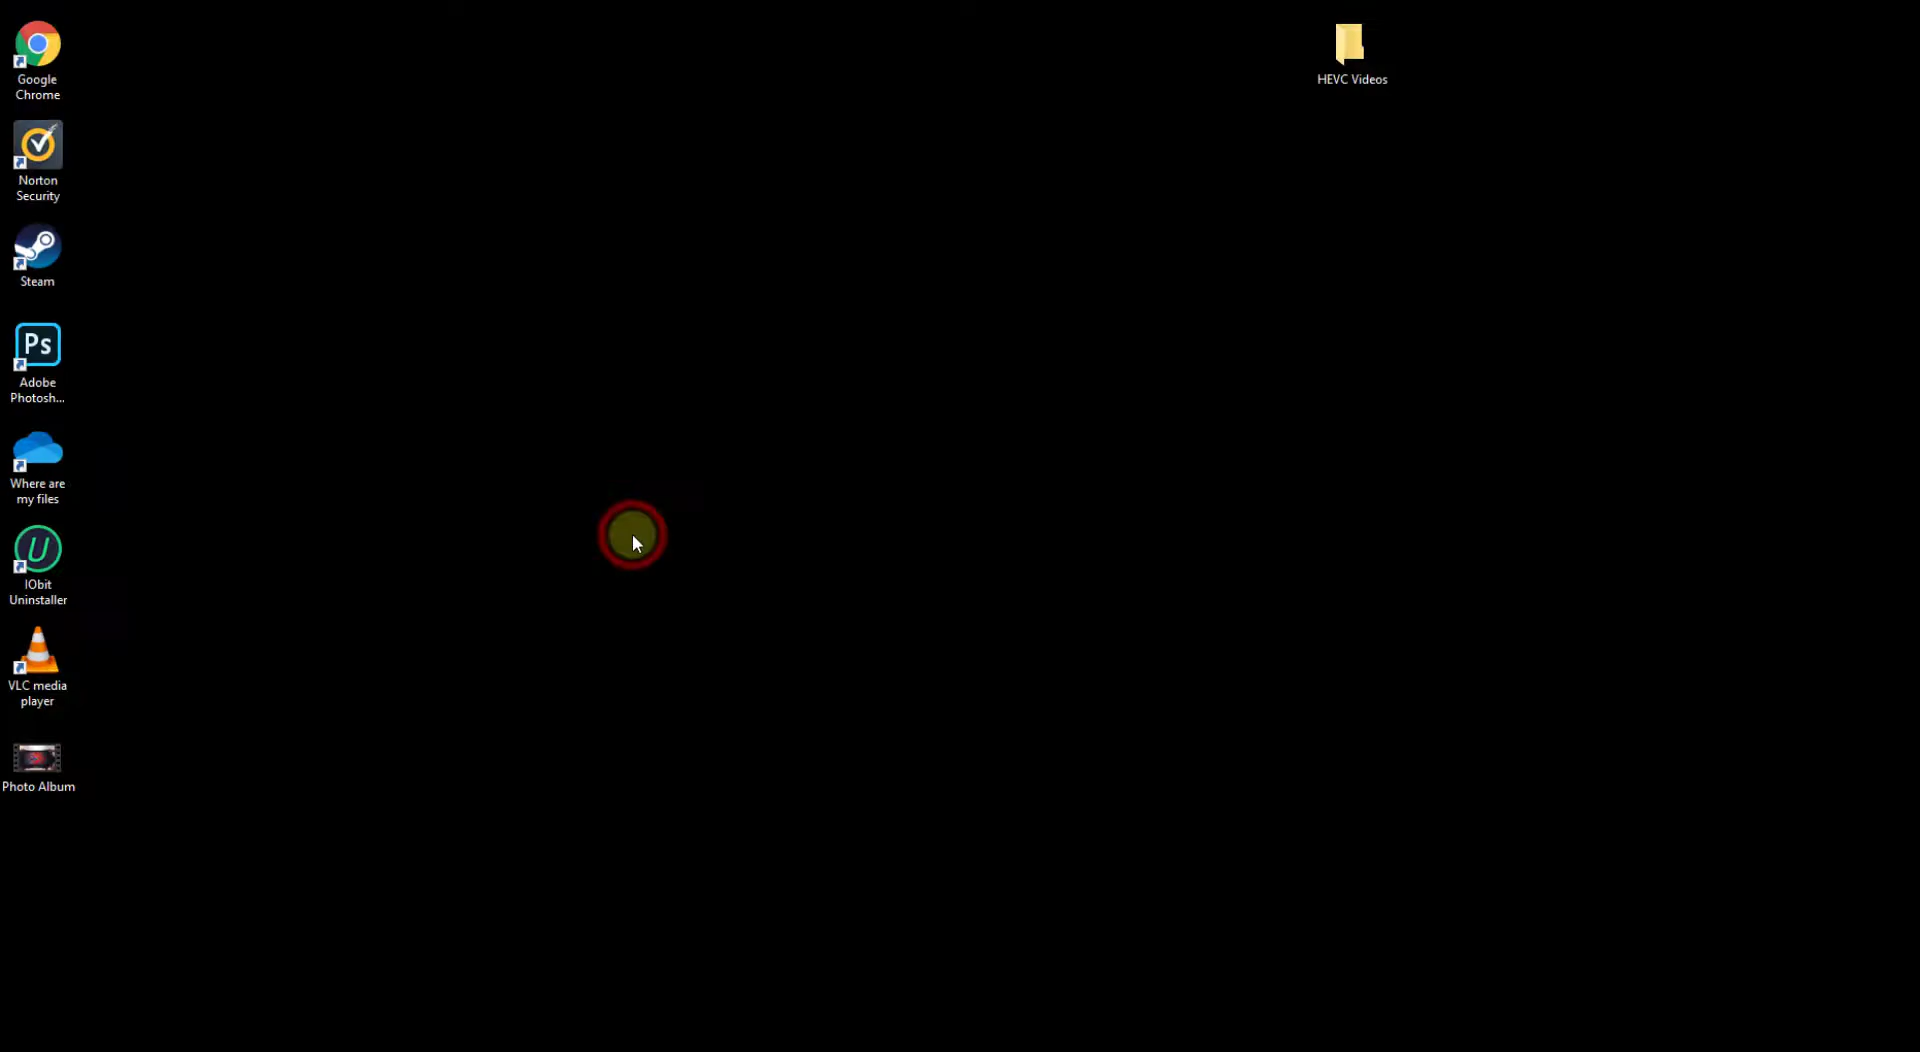 Google
Chrome
Norton
Security
Steam
Ps
Adobe
Photosh...
Where are
my files
IObit
Uninstaller
VLC media
player
Photo Album
HEVC Videos